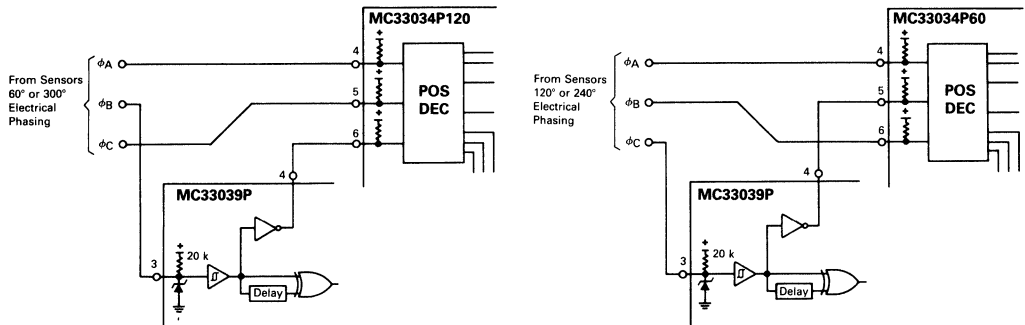 MC33034P120
4
ϕA
From Sensors
60° or 300°
Electrical
Phasing
ϕB
5
POS
DEC
ϕC
6
4
MC33039P
3
20 k
Delay
MC33034P60
4
ϕA
From Sensors
120° or 240°
Electrical
Phasing
ϕB
5
POS
DEC
ϕC
6
4
MC33039P
3
20 k
Delay